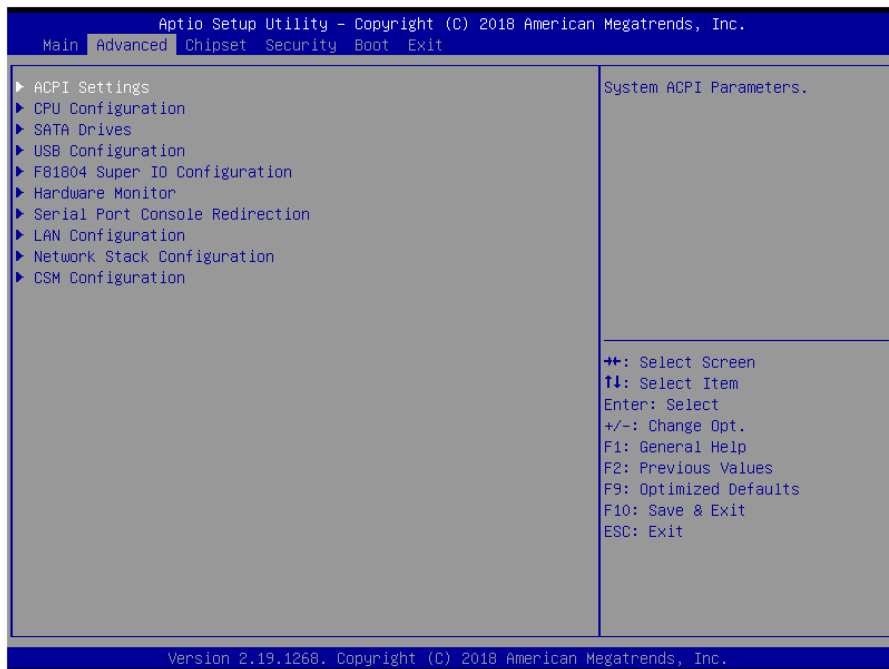 Aptio Setup Utility – Copyright (C) 2018 American Megatrends, Inc.
Main Advanced Chipset Security Boot Exit
▶ ACPI Settings
▶ CPU Configuration
▶ SATA Drives
▶ USB Configuration
▶ F81804 Super IO Configuration
▶ Hardware Monitor
▶ Serial Port Console Redirection
▶ LAN Configuration
▶ Network Stack Configuration
▶ CSM Configuration
System ACPI Parameters.
→←: Select Screen
↑↓: Select Item
Enter: Select
+/-: Change Opt.
F1: General Help
F2: Previous Values
F9: Optimized Defaults
F10: Save & Exit
ESC: Exit
Version 2.19.1268. Copyright (C) 2018 American Megatrends, Inc.